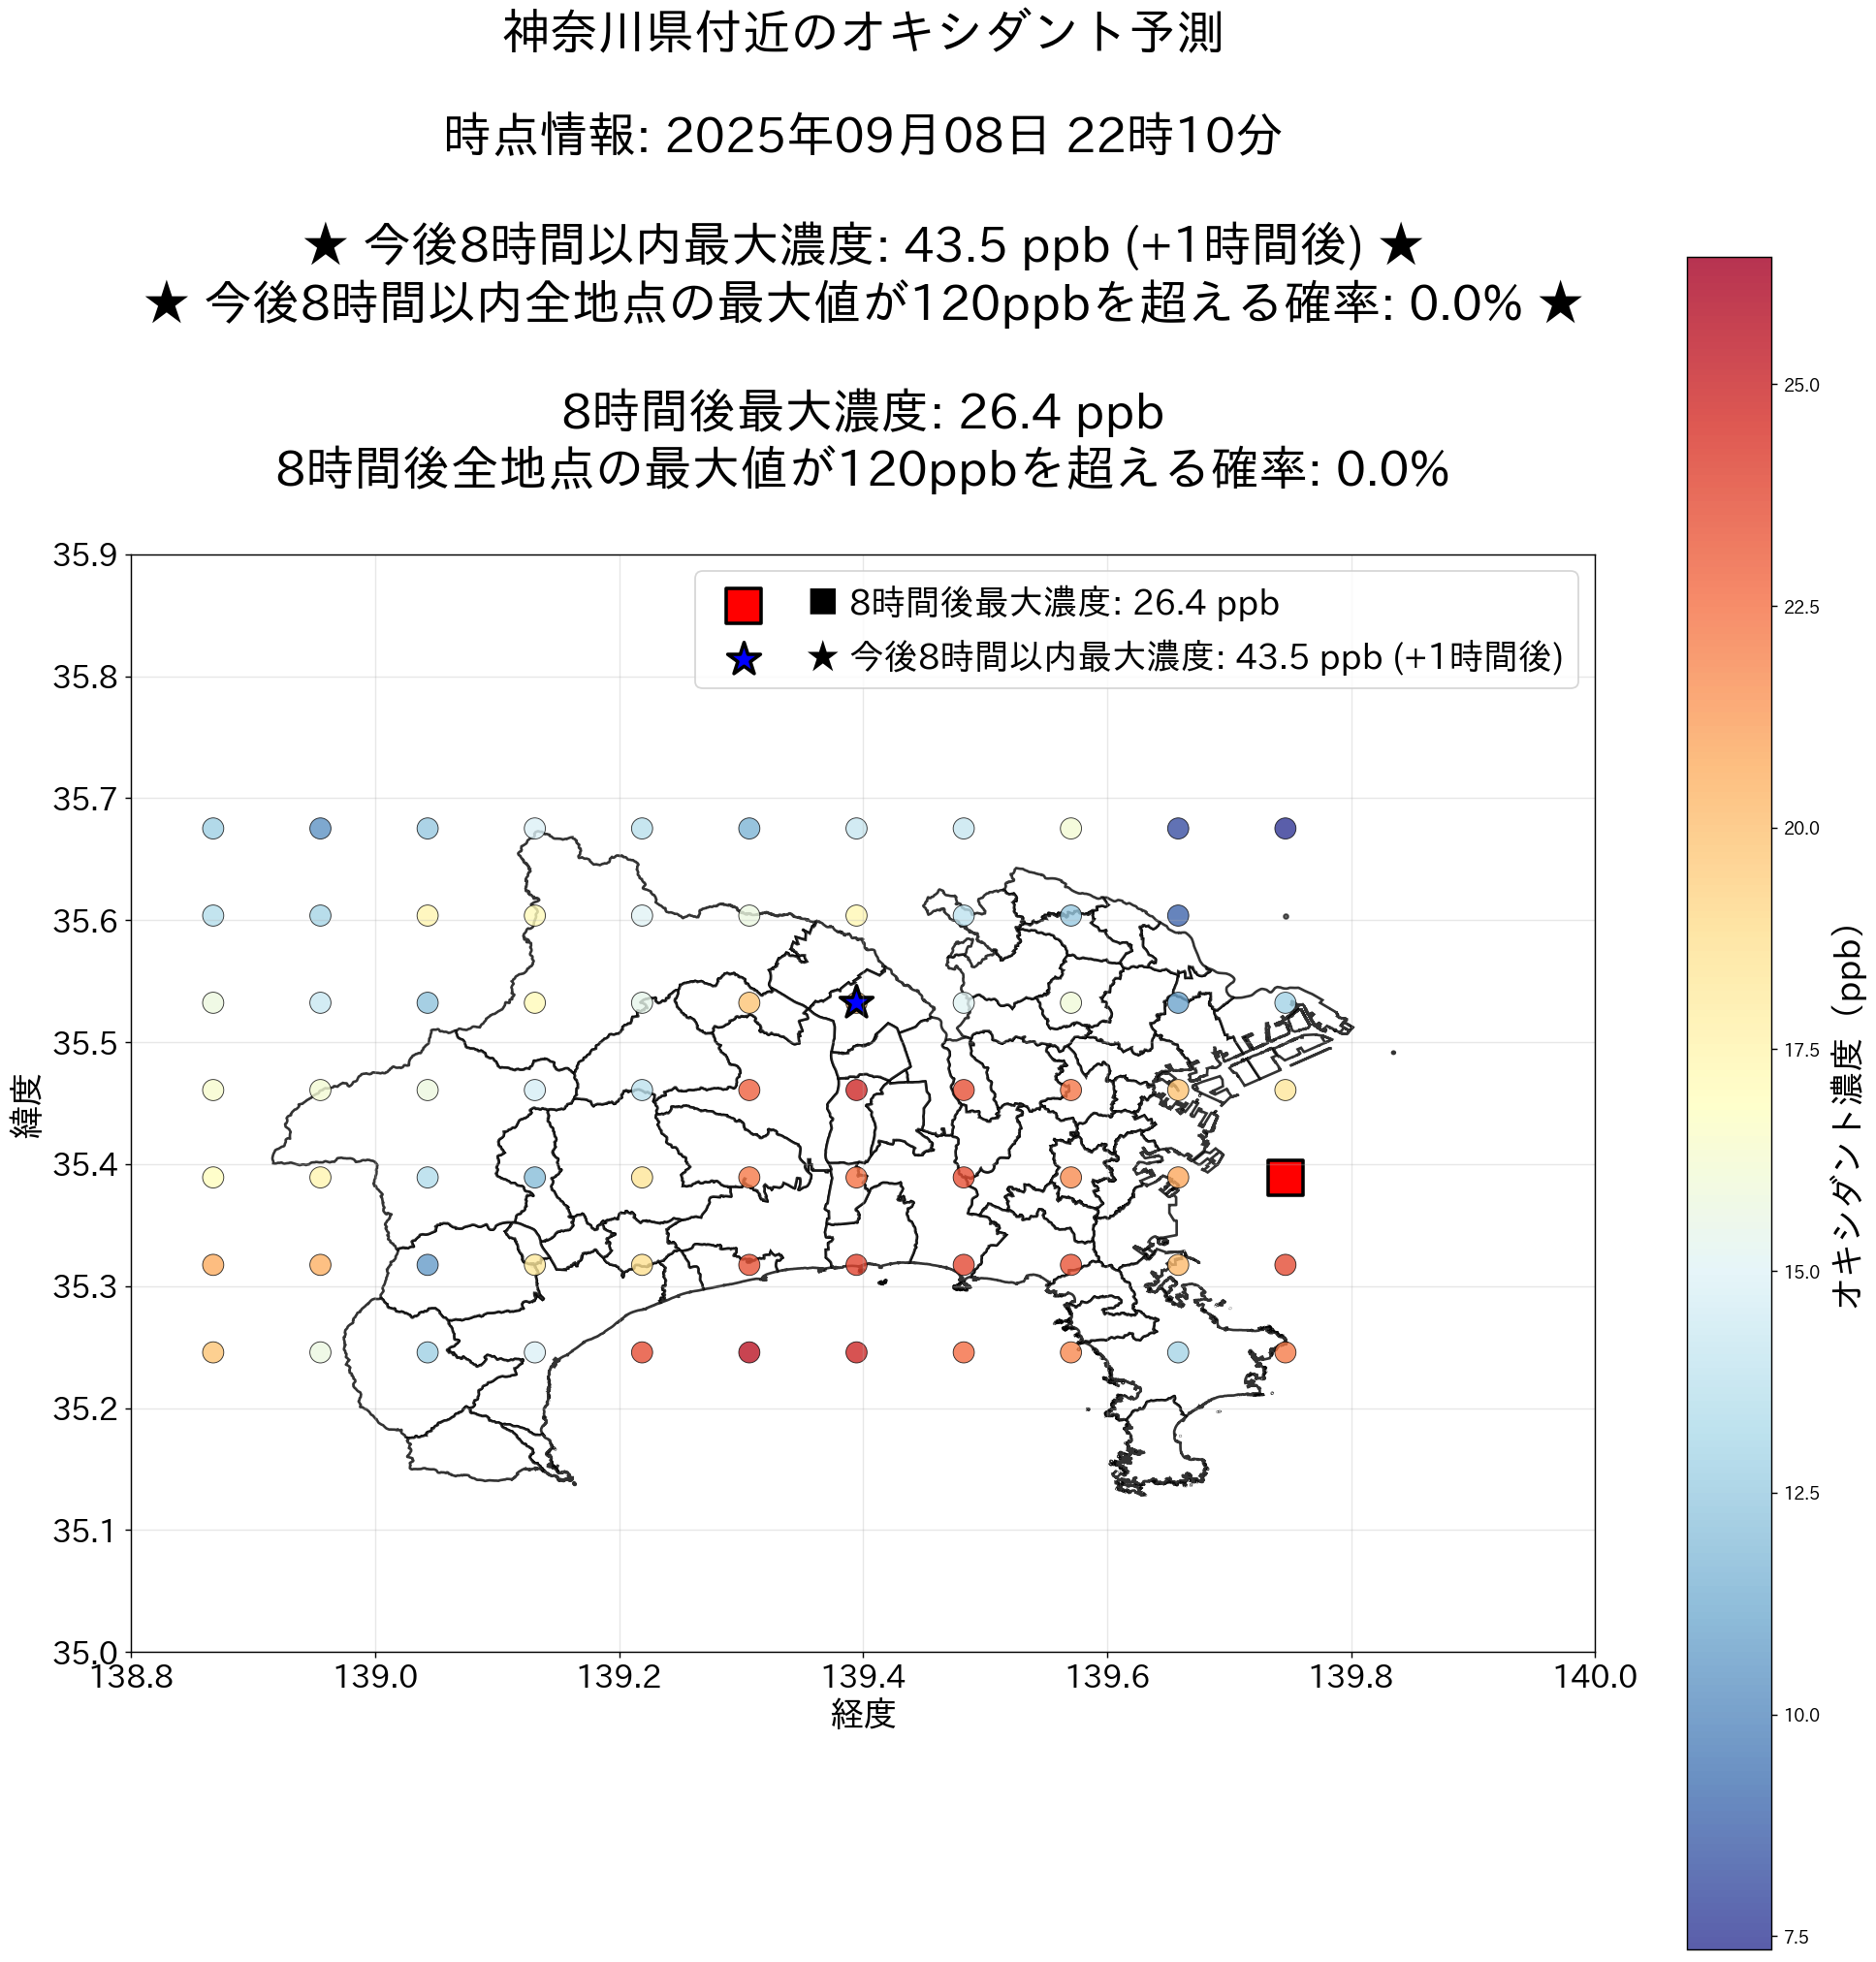 神奈川県付近のオキシダント予測
時点情報: 2025年09月08日 22時10分
★ 今後8時間以内最大濃度: 43.5 ppb (+1時間後) ★
★ 今後8時間以内全地点の最大値が120ppbを超える確率: 0.0% ★
8時間後最大濃度: 26.4 ppb
8時間後全地点の最大値が120ppbを超える確率: 0.0%
■ 8時間後最大濃度: 26.4 ppb
★ 今後8時間以内最大濃度: 43.5 ppb (+1時間後)
35.9
35.8
35.7
35.6
35.5
35.4
35.3
35.2
35.1
35.0
緯度
138.8 139.0 139.2 139.4 139.6 139.8 140.0
経度
25.0
22.5
20.0
17.5
15.0
12.5
10.0
7.5
オキシダント濃度 (ppb)